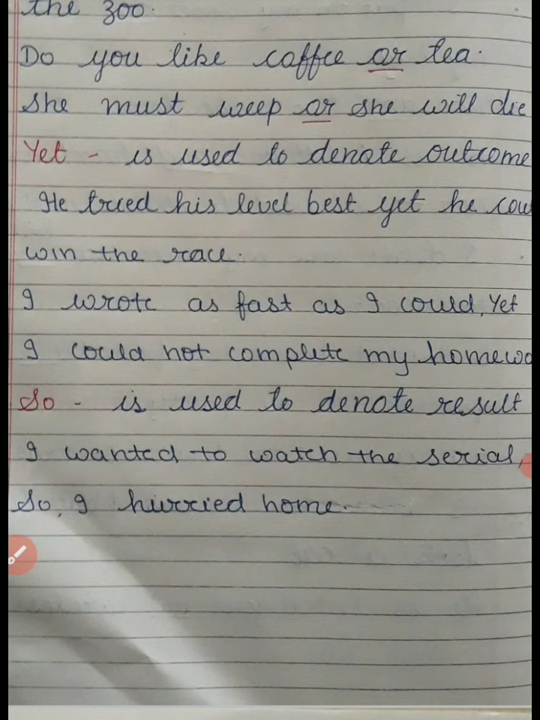 the zoo.
Do you like coffee or tea.
She must weep or she will die
Yet - is used to denote outcome
He tried his level best yet he
win the race.
I wrote as fast as I could, Yet
I could not complete my
So - is used to denote result
I wanted to watch the serial,
So, I hurried home.